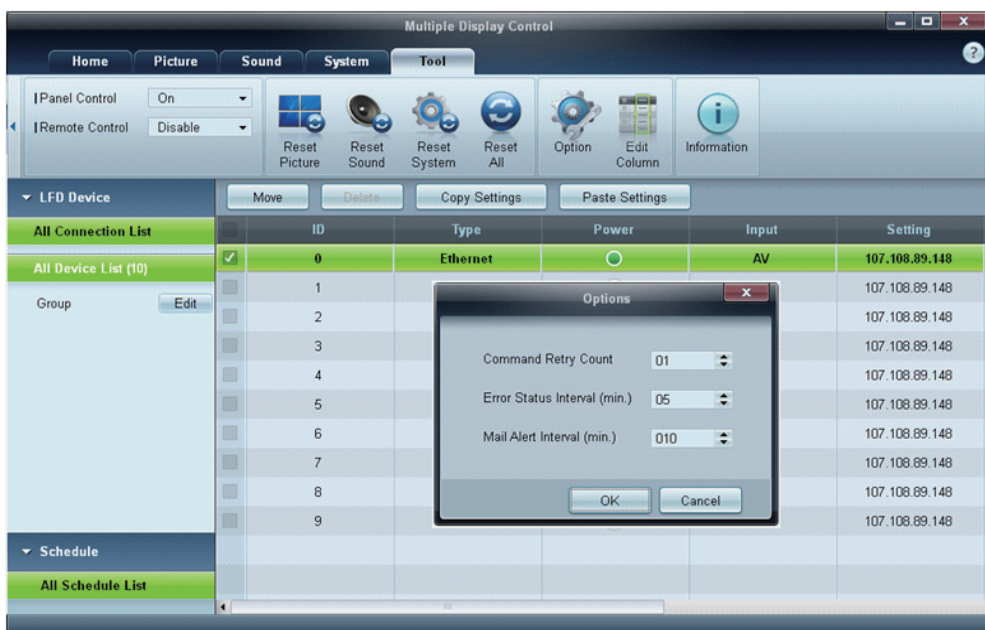 Multiple Display Control
Home Picture Sound System Tool
?
Panel Control On
Remote Control Disable
Reset Picture
Reset Sound
Reset System
Reset All
Option
Edit Column
Information
LFD Device
Move Delete Copy Settings Paste Settings
All Connection List
ID Type Power Input Setting
All Device List (10)
0 Ethernet AV 107.108.89.148
Group Edit
1 107.108.89.148
2 107.108.89.148
3 107.108.89.148
4 107.108.89.148
5 107.108.89.148
6 107.108.89.148
7 107.108.89.148
8 107.108.89.148
9 107.108.89.148
Options
Command Retry Count 01
Error Status Interval (min.) 05
Mail Alert Interval (min.) 010
OK Cancel
Schedule
All Schedule List